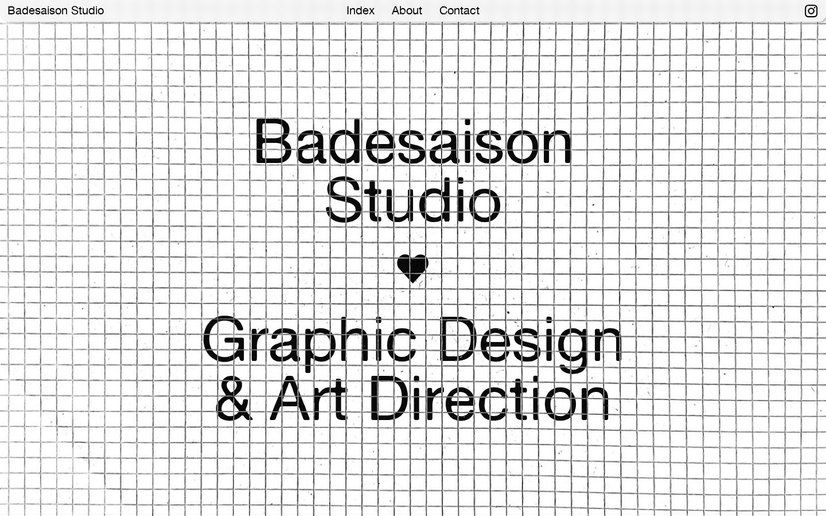 Badesaison Studio
Index About Contact
Badesaison
Studio
Graphic Design
& Art Direction